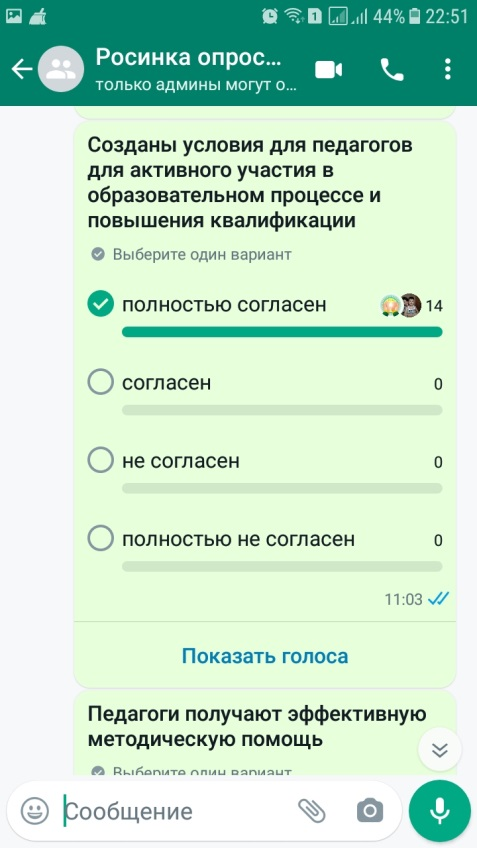 1 44% 22:51
Росинка опрос...
только админы могут о...
Созданы условия для педагогов
для активного участия в
образовательном процессе и
повышения квалификации
Выберите один вариант
полностью согласен 14
согласен 0
не согласен 0
полностью не согласен 0
11:03
Показать голоса
Педагоги получают эффективную
методическую помощь
Выберите один вариант
Сообщение